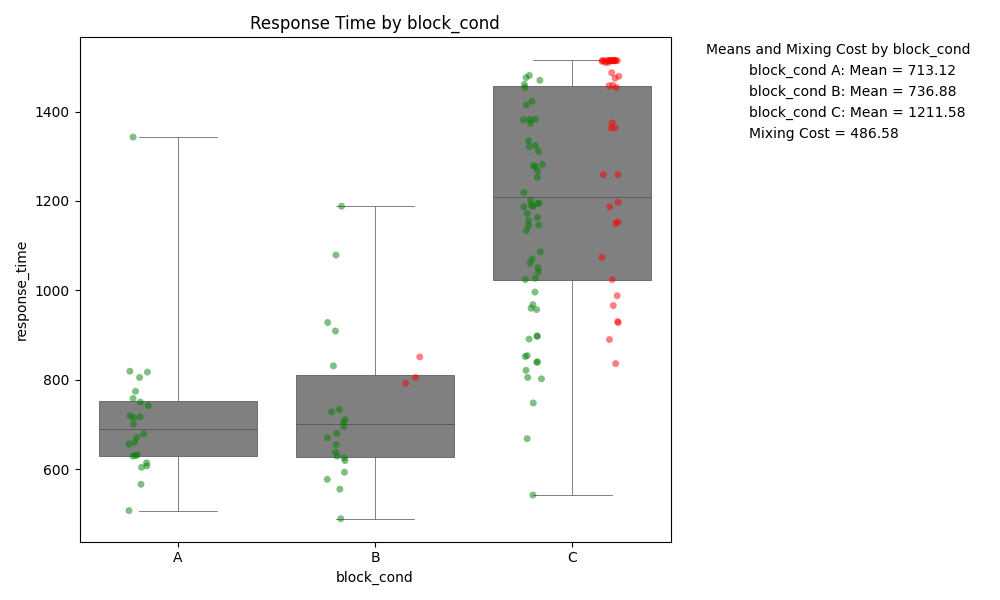 Response Time by block_cond
Means and Mixing Cost by block_cond
block_cond A: Mean = 713.12
block_cond B: Mean = 736.88
block_cond C: Mean = 1211.58
Mixing Cost = 486.58
response_time
1400
1200
1000
800
600
A B C
block_cond